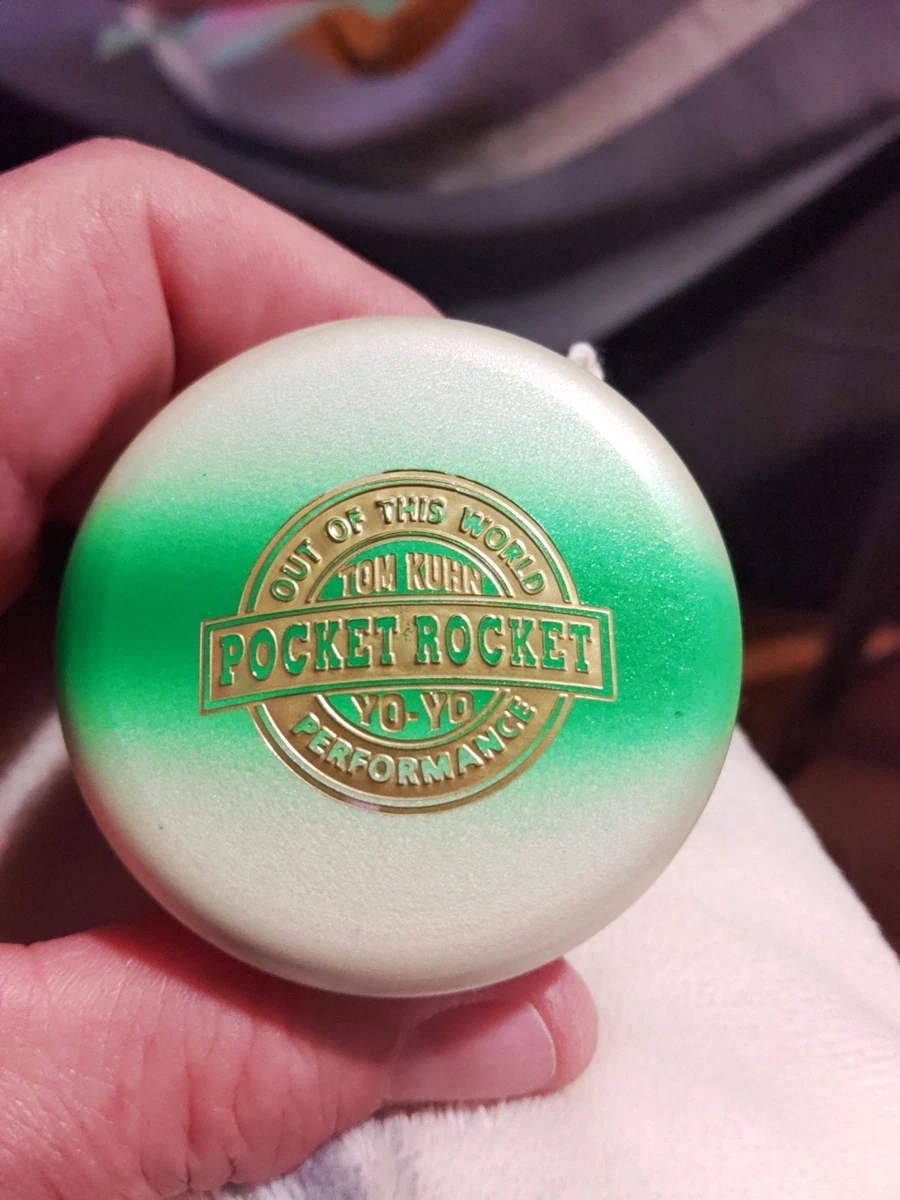 OUT OF THIS WORLD
TOM KUHN
POCKET ROCKET
YO-YO
PERFORMANCE